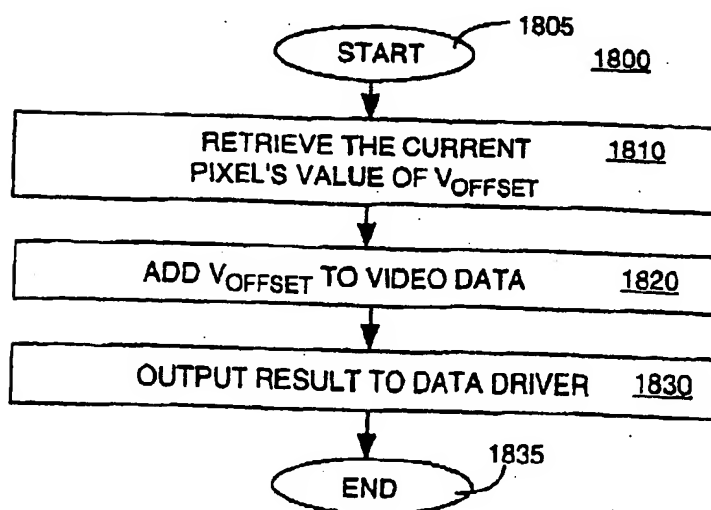 START
1805
1800
RETRIEVE THE CURRENT
PIXEL'S VALUE OF VOFFSET
1810
ADD VOFFSET TO VIDEO DATA
1820
OUTPUT RESULT TO DATA DRIVER
1830
1835
END